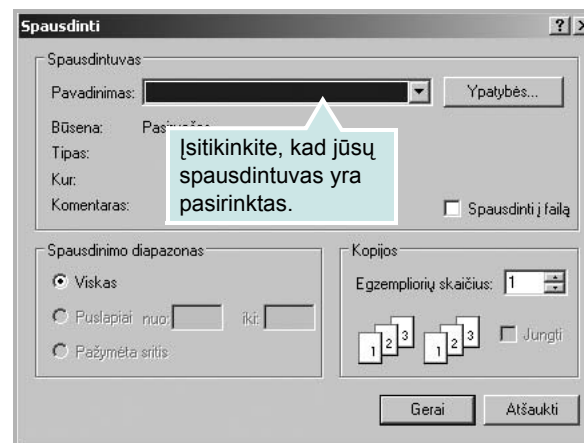 Spausdinti
Spausdintuvas
Pavadinimas:
Ypatybės...
Būsena:
Tipas:
Kur:
Komentaras:
Įsitikinkite, kad jūsų
spausdintuvas yra
pasirinktas.
Spausdinti į failą
Spausdinimo diapazonas
Viskas
Puslapiai nuo: iki:
Pažymėta sritis
Kopijos
Egzempliorių skaičius: 1
1 2 3 1 2 3
Jungti
Gerai Atšaukti